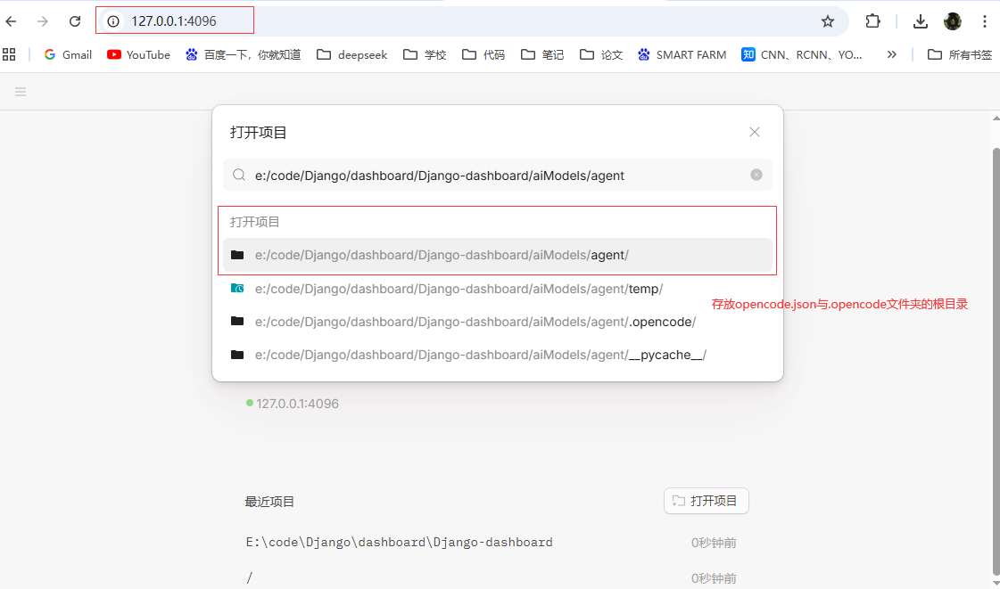 127.0.0.1:4096
Gmail
YouTube
百度一下，你就知道
deepseek
学校
代码
笔记
论文
SMART FARM
知
CNN、RCNN、YO...
所有书签
打开项目
e:/code/Django/dashboard/Django-dashboard/aiModels/agent
打开项目
e:/code/Django/dashboard/Django-dashboard/aiModels/agent/
e:/code/Django/dashboard/Django-dashboard/aiModels/agent/temp/
存放opencode.json与.opencode文件夹的根目录
e:/code/Django/dashboard/Django-dashboard/aiModels/agent/.opencode/
e:/code/Django/dashboard/Django-dashboard/aiModels/agent/__pycache__/
127.0.0.1:4096
最近项目
打开项目
E:\code\Django\dashboard\Django-dashboard
0秒钟前
/
0秒钟前